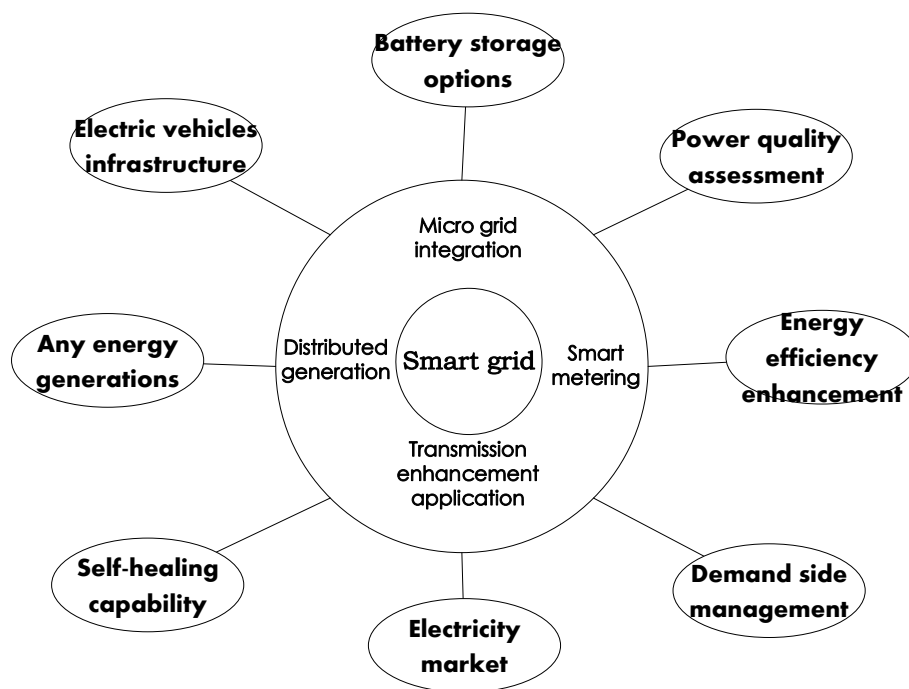 Battery storage
options
Electric vehicles
infrastructure
Power quality
assessment
Micro grid
integration
Any energy
generations
Distributed
generation
Smart grid
Smart
metering
Energy
efficiency
enhancement
Transmission
enhancement
application
Self-healing
capability
Electricity
market
Demand side
management